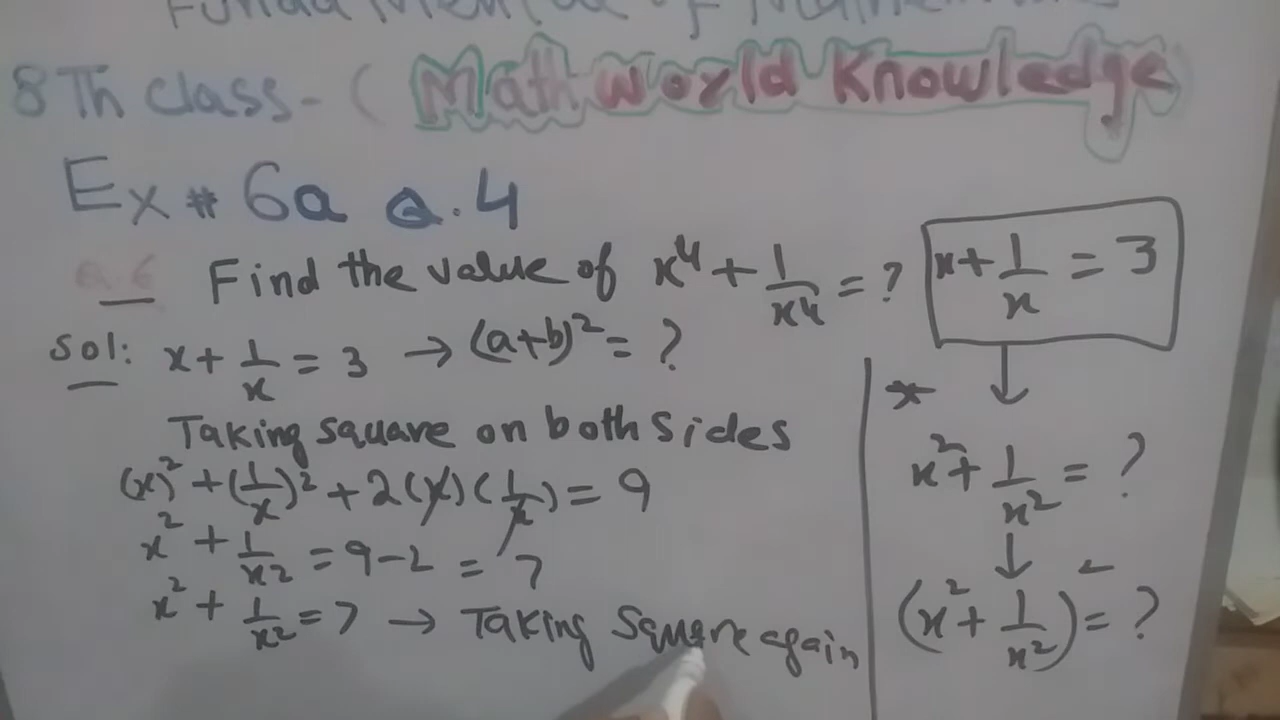 8Th class - ( Math World Knowledge
Ex # 6a Q.4
Q.6 Find the value of x⁴ + 1/x⁴ = ? x + 1/x = 3
Sol: x + 1/x = 3 → (a+b)² = ?
Taking square on both sides
(x)² + (1/x)² + 2(x)(1/x) = 9
x² + 1/x² = 9 - 2 = 7
x² + 1/x² = 7 → Taking square again
*
↓
x² + 1/x² = ?
↓
(x² + 1/x²)² = ?